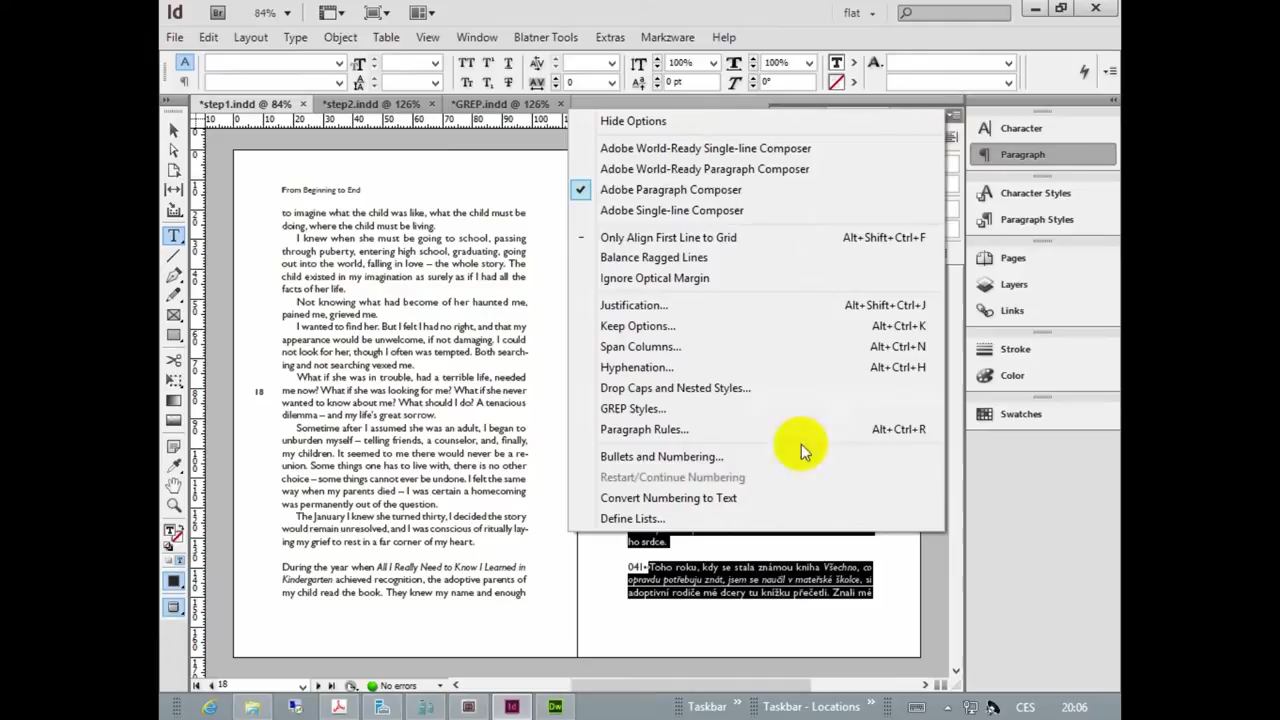 Id Br 84% flat
File Edit Layout Type Object Table View Window Blatner Tools Extras Markzware Help
A 100% 100% T A.
0 0 pt 0°
*step1.indd @ 84% × *step2.indd @ 126% × *GREP.indd @ 126% ×
10 0 10 20 30 40 50 60 70 80 90 100
Hide Options
Adobe World-Ready Single-line Composer
Adobe World-Ready Paragraph Composer
Adobe Paragraph Composer
Adobe Single-line Composer
Only Align First Line to Grid Alt+Shift+Ctrl+F
Balance Ragged Lines
Ignore Optical Margin
Justification... Alt+Shift+Ctrl+J
Keep Options... Alt+Ctrl+K
Span Columns... Alt+Ctrl+N
Hyphenation... Alt+Ctrl+H
Drop Caps and Nested Styles...
GREP Styles...
Paragraph Rules... Alt+Ctrl+R
Bullets and Numbering...
Restart/Continue Numbering
Convert Numbering to Text
Define Lists...
Character
Paragraph
Character Styles
Paragraph Styles
Pages
Layers
Links
Stroke
Color
Swatches
From Beginning to End
to imagine what the child was like, what the child must be
doing, where the child must be living.
I knew when she must be going to school, passing
through puberty, entering high school, graduating, going
out into the world, falling in love – the whole story. The
child existed in my imagination as surely as if I had all the
facts of her life.
Not knowing what had become of her haunted me,
pained me, grieved me.
I wanted to find her. But I felt I had no right, and that my
appearance would be unwelcome, if not damaging. I could
not look for her, though I often was tempted. Both search-
ing and not searching vexed me.
What if she was in trouble, had a terrible life, needed
me now? What if she was looking for me? What if she never
wanted to know about me? What should I do? A tenacious
dilemma – and my life's great sorrow.
Sometime after I assumed she was an adult, I began to
unburden myself – telling friends, a counselor, and, finally,
my children. It seemed to me there would never be a re-
union. Some things one has to live with, there is no other
choice – some things cannot ever be undone. I felt the same
way when my parents died – I was certain a homecoming
was permanently out of the question.
The January I knew she turned thirty, I decided the story
would remain unresolved, and I was conscious of ritually lay-
ing my grief to rest in a far corner of my heart.
During the year when All I Really Need to Know I Learned in
Kindergarten achieved recognition, the adoptive parents of
my child read the book. They knew my name and enough
18
ho srdce.
041•Toho roku, kdy se stala známou kniha Všechno, co
opravdu potřebuju znát, jsem se naučil v mateřské školce, si
adoptivní rodiče mé dcery tu knížku přečetli. Znali mé
18 No errors
Dw Taskbar » Taskbar - Locations » CES 20:06